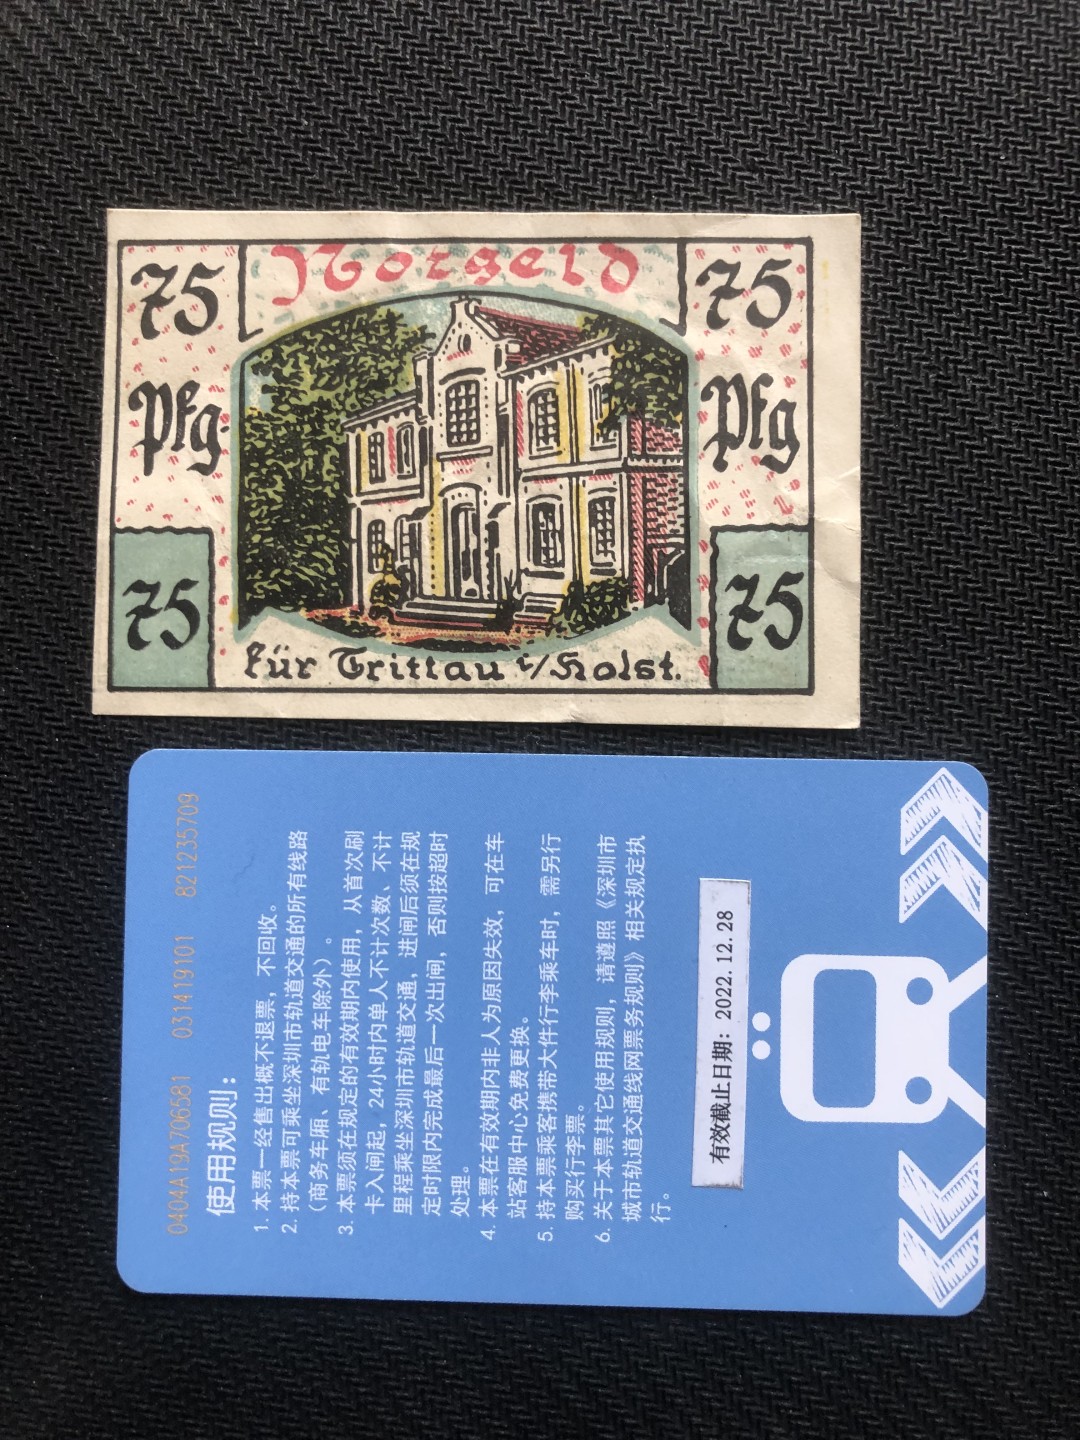 Notgeld
75
Pfg.
75
75
Pfg
75
für Trittau i/Holst.
0404A19A706581 031419101 821235709
使用规则：
1. 本票一经售出概不退票，不回收。
2. 持本票可乘坐深圳市轨道交通的所有线路
（商务车厢、有轨电车除外）。
3. 本票须在规定的有效期内使用，从首次刷
卡入闸起，24小时内单人不计次数、不计
里程乘坐深圳市轨道交通，进闸后须在规
定时限内完成最后一次出闸，否则按超时
处理。
4. 本票在有效期内非人为原因失效，可在车
站客服中心免费更换。
5. 持本票乘客携带大件行李乘车时，需另行
购买行李票。
6. 关于本票其它使用规则，请遵照《深圳市
城市轨道交通线网票务规则》相关规定执
行。
有效截止日期：2022.12.28